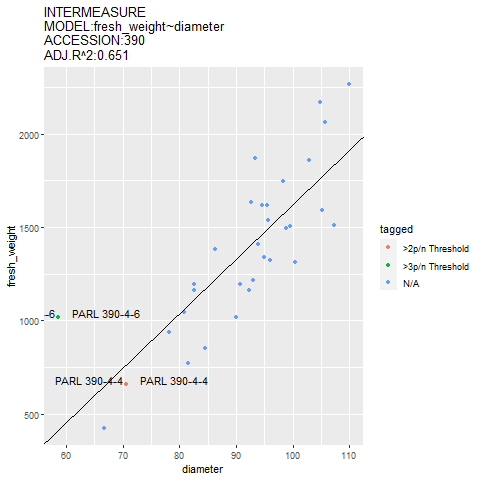 INTERMEASURE
MODEL:fresh_weight~diameter
ACCESSION:390
ADJ.R^2:0.651
2000
1500
1000
500
fresh_weight
-6
PARL 390-4-6
PARL 390-4-4
PARL 390-4-4
60
70
80
90
100
110
diameter
tagged
>2p/n Threshold
>3p/n Threshold
N/A